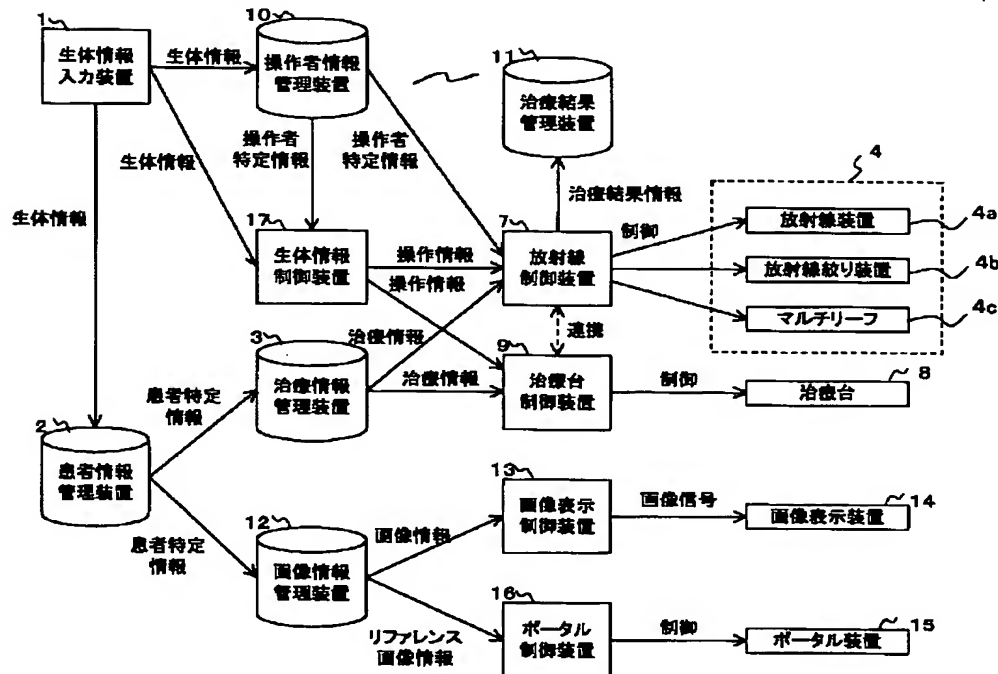 1
生体情報
入力装置
生体情報
10
操作者情報
管理装置
11
治療結果
管理装置
生体情報
操作者
特定情報
操作者
特定情報
生体情報
治療結果情報
4
17
生体情報
制御装置
操作情報
操作情報
7
放射線
制御装置
制御
放射線装置
4a
放射線絞り装置
4b
マルチリーフ
4c
連携
3
治療情報
管理装置
治療情報
治療情報
9
治療台
制御装置
制御
治療台
8
患者特定
情報
2
患者情報
管理装置
患者特定
情報
12
画像情報
管理装置
画像情報
13
画像表示
制御装置
画像信号
画像表示装置
14
リファレンス
画像情報
16
ポータル
制御装置
制御
ポータル装置
15